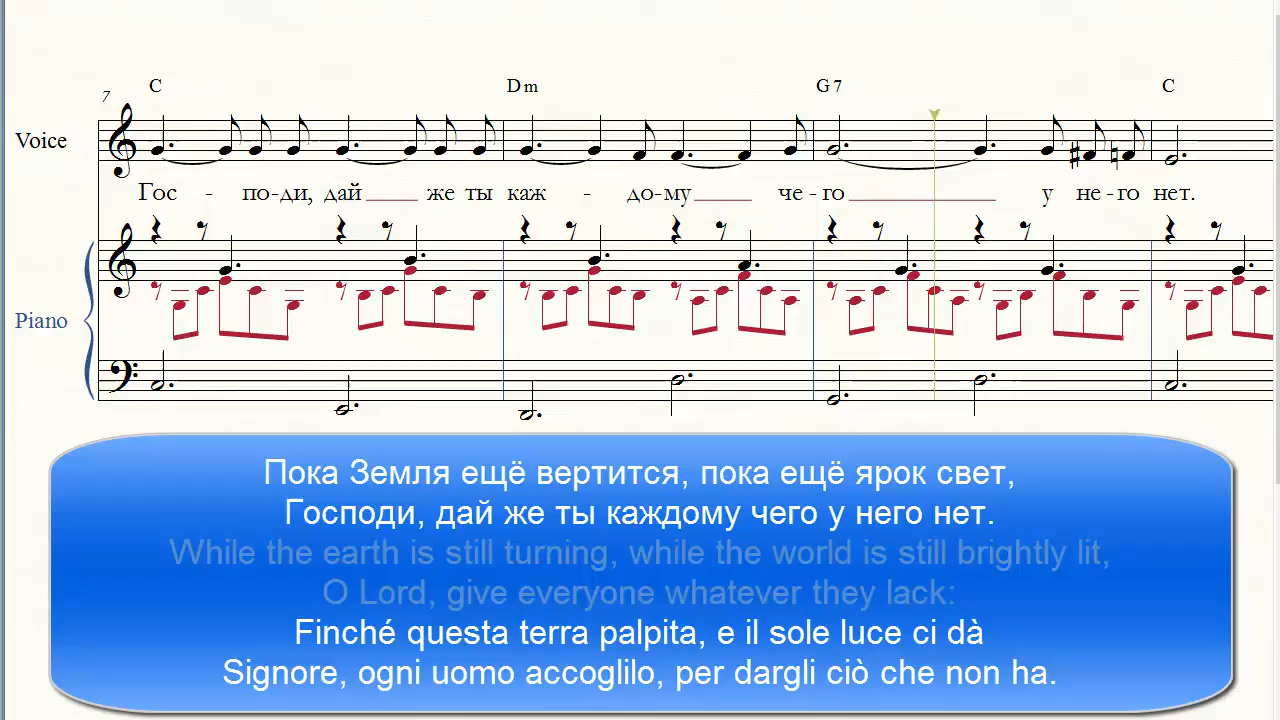 C Dm G7 C
7
Voice
Гос - по-ди, дай ____ же ты каж - до-му ____ че-го ____ у не-го нет.
Piano
Пока Земля ещё вертится, пока ещё ярок свет,
Господи, дай же ты каждому чего у него нет.
While the earth is still turning, while the world is still brightly lit,
O Lord, give everyone whatever they lack:
Finché questa terra palpita, e il sole luce ci dà
Signore, ogni uomo accoglilo, per dargli ciò che non ha.